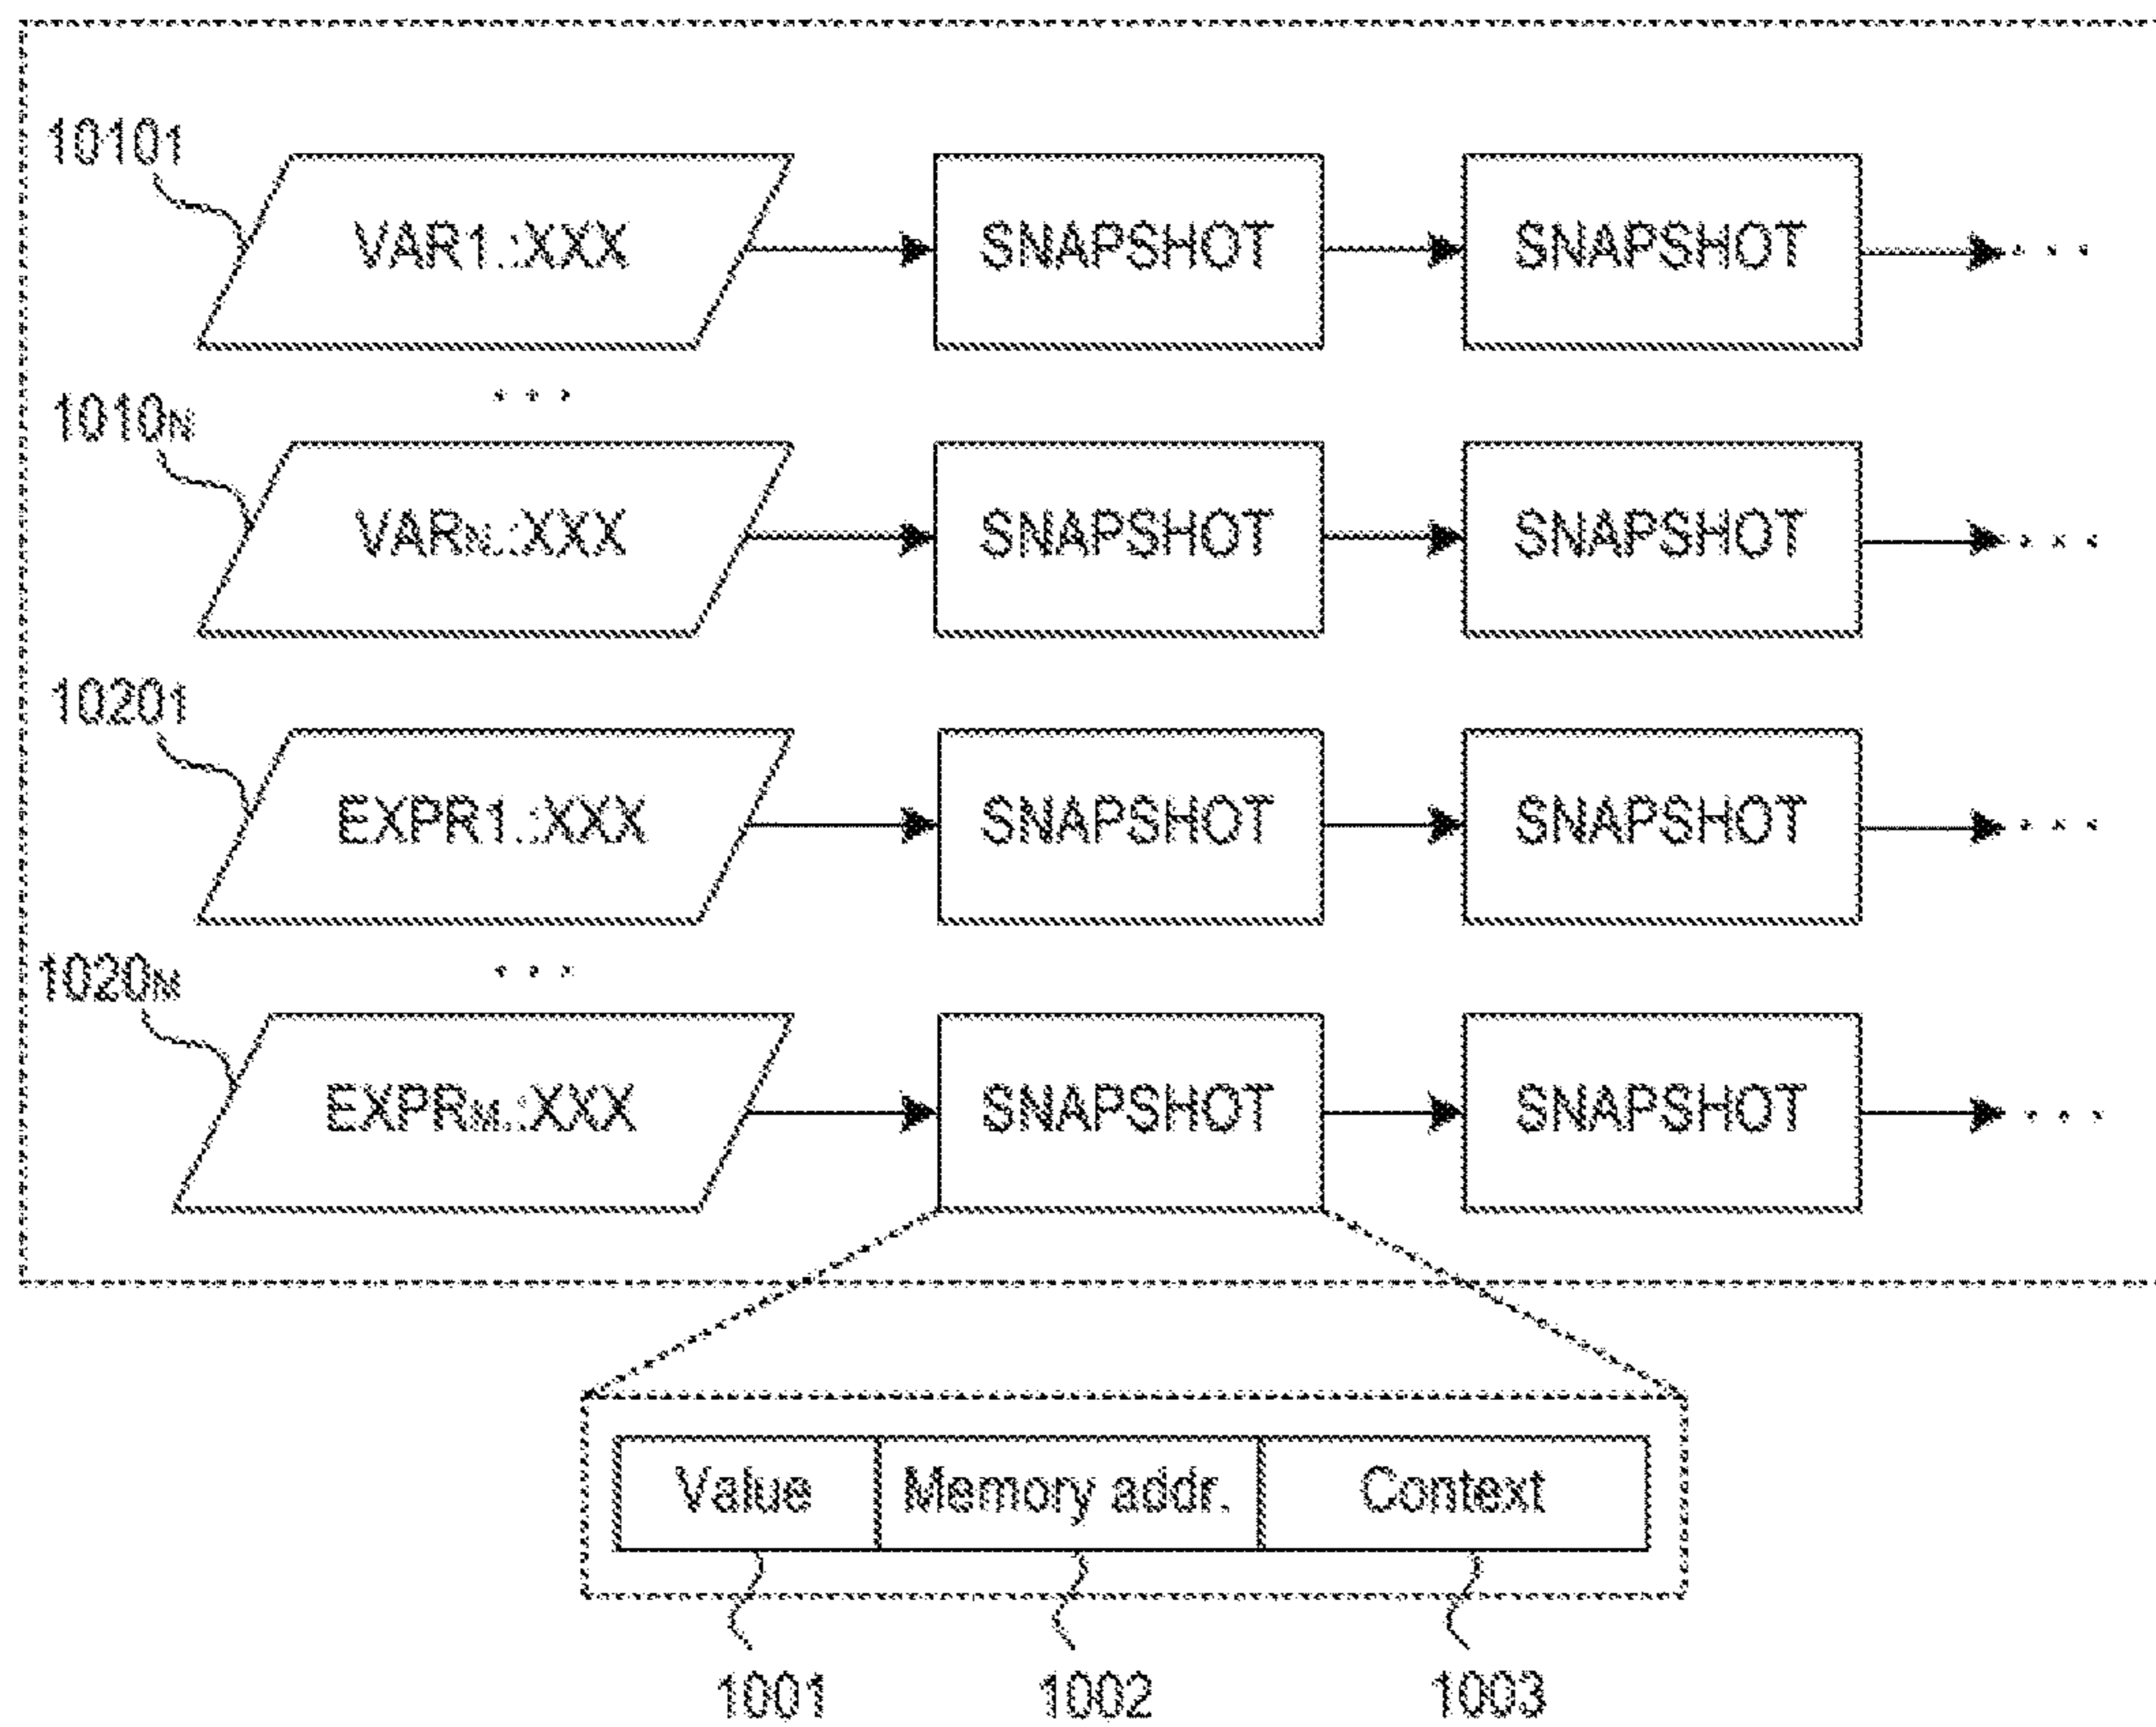 1010₁
VAR1.:XXX SNAPSHOT SNAPSHOT . . .
. . .
1010ₙ
VARN.:XXX SNAPSHOT SNAPSHOT . . .
1020₁
EXPR1.:XXX SNAPSHOT SNAPSHOT . . .
. . .
1020ₘ
EXPRM.:XXX SNAPSHOT SNAPSHOT . . .
Value Memory addr. Context
1001 1002 1003